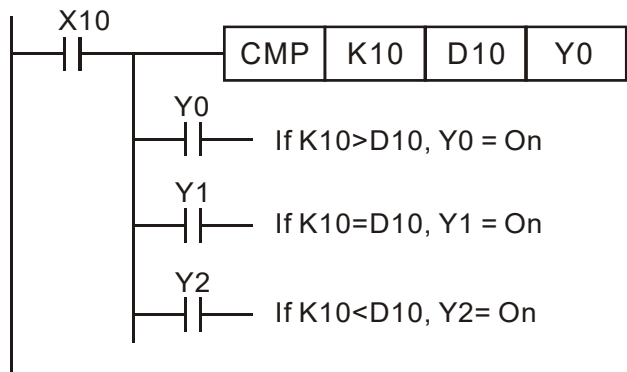 X10
CMP K10 D10 Y0
Y0
If K10>D10, Y0 = On
Y1
If K10=D10, Y1 = On
Y2
If K10<D10, Y2= On